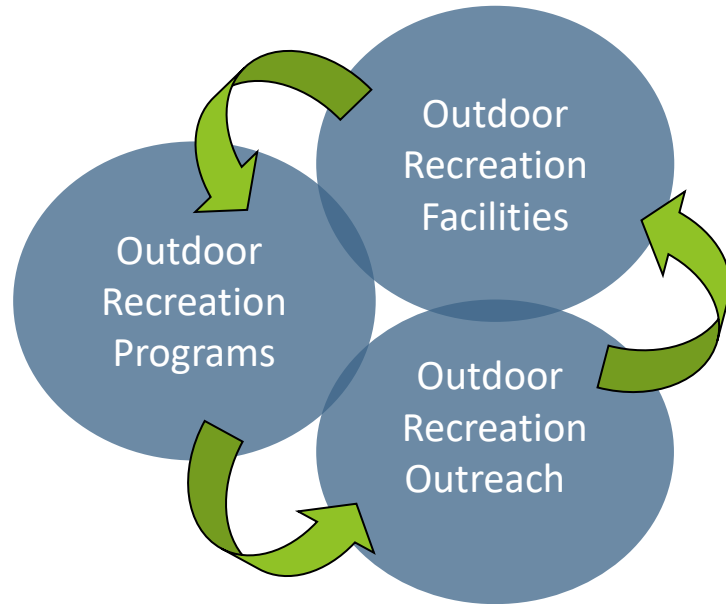 Outdoor
Recreation
Facilities
Outdoor
Recreation
Programs
Outdoor
Recreation
Outreach